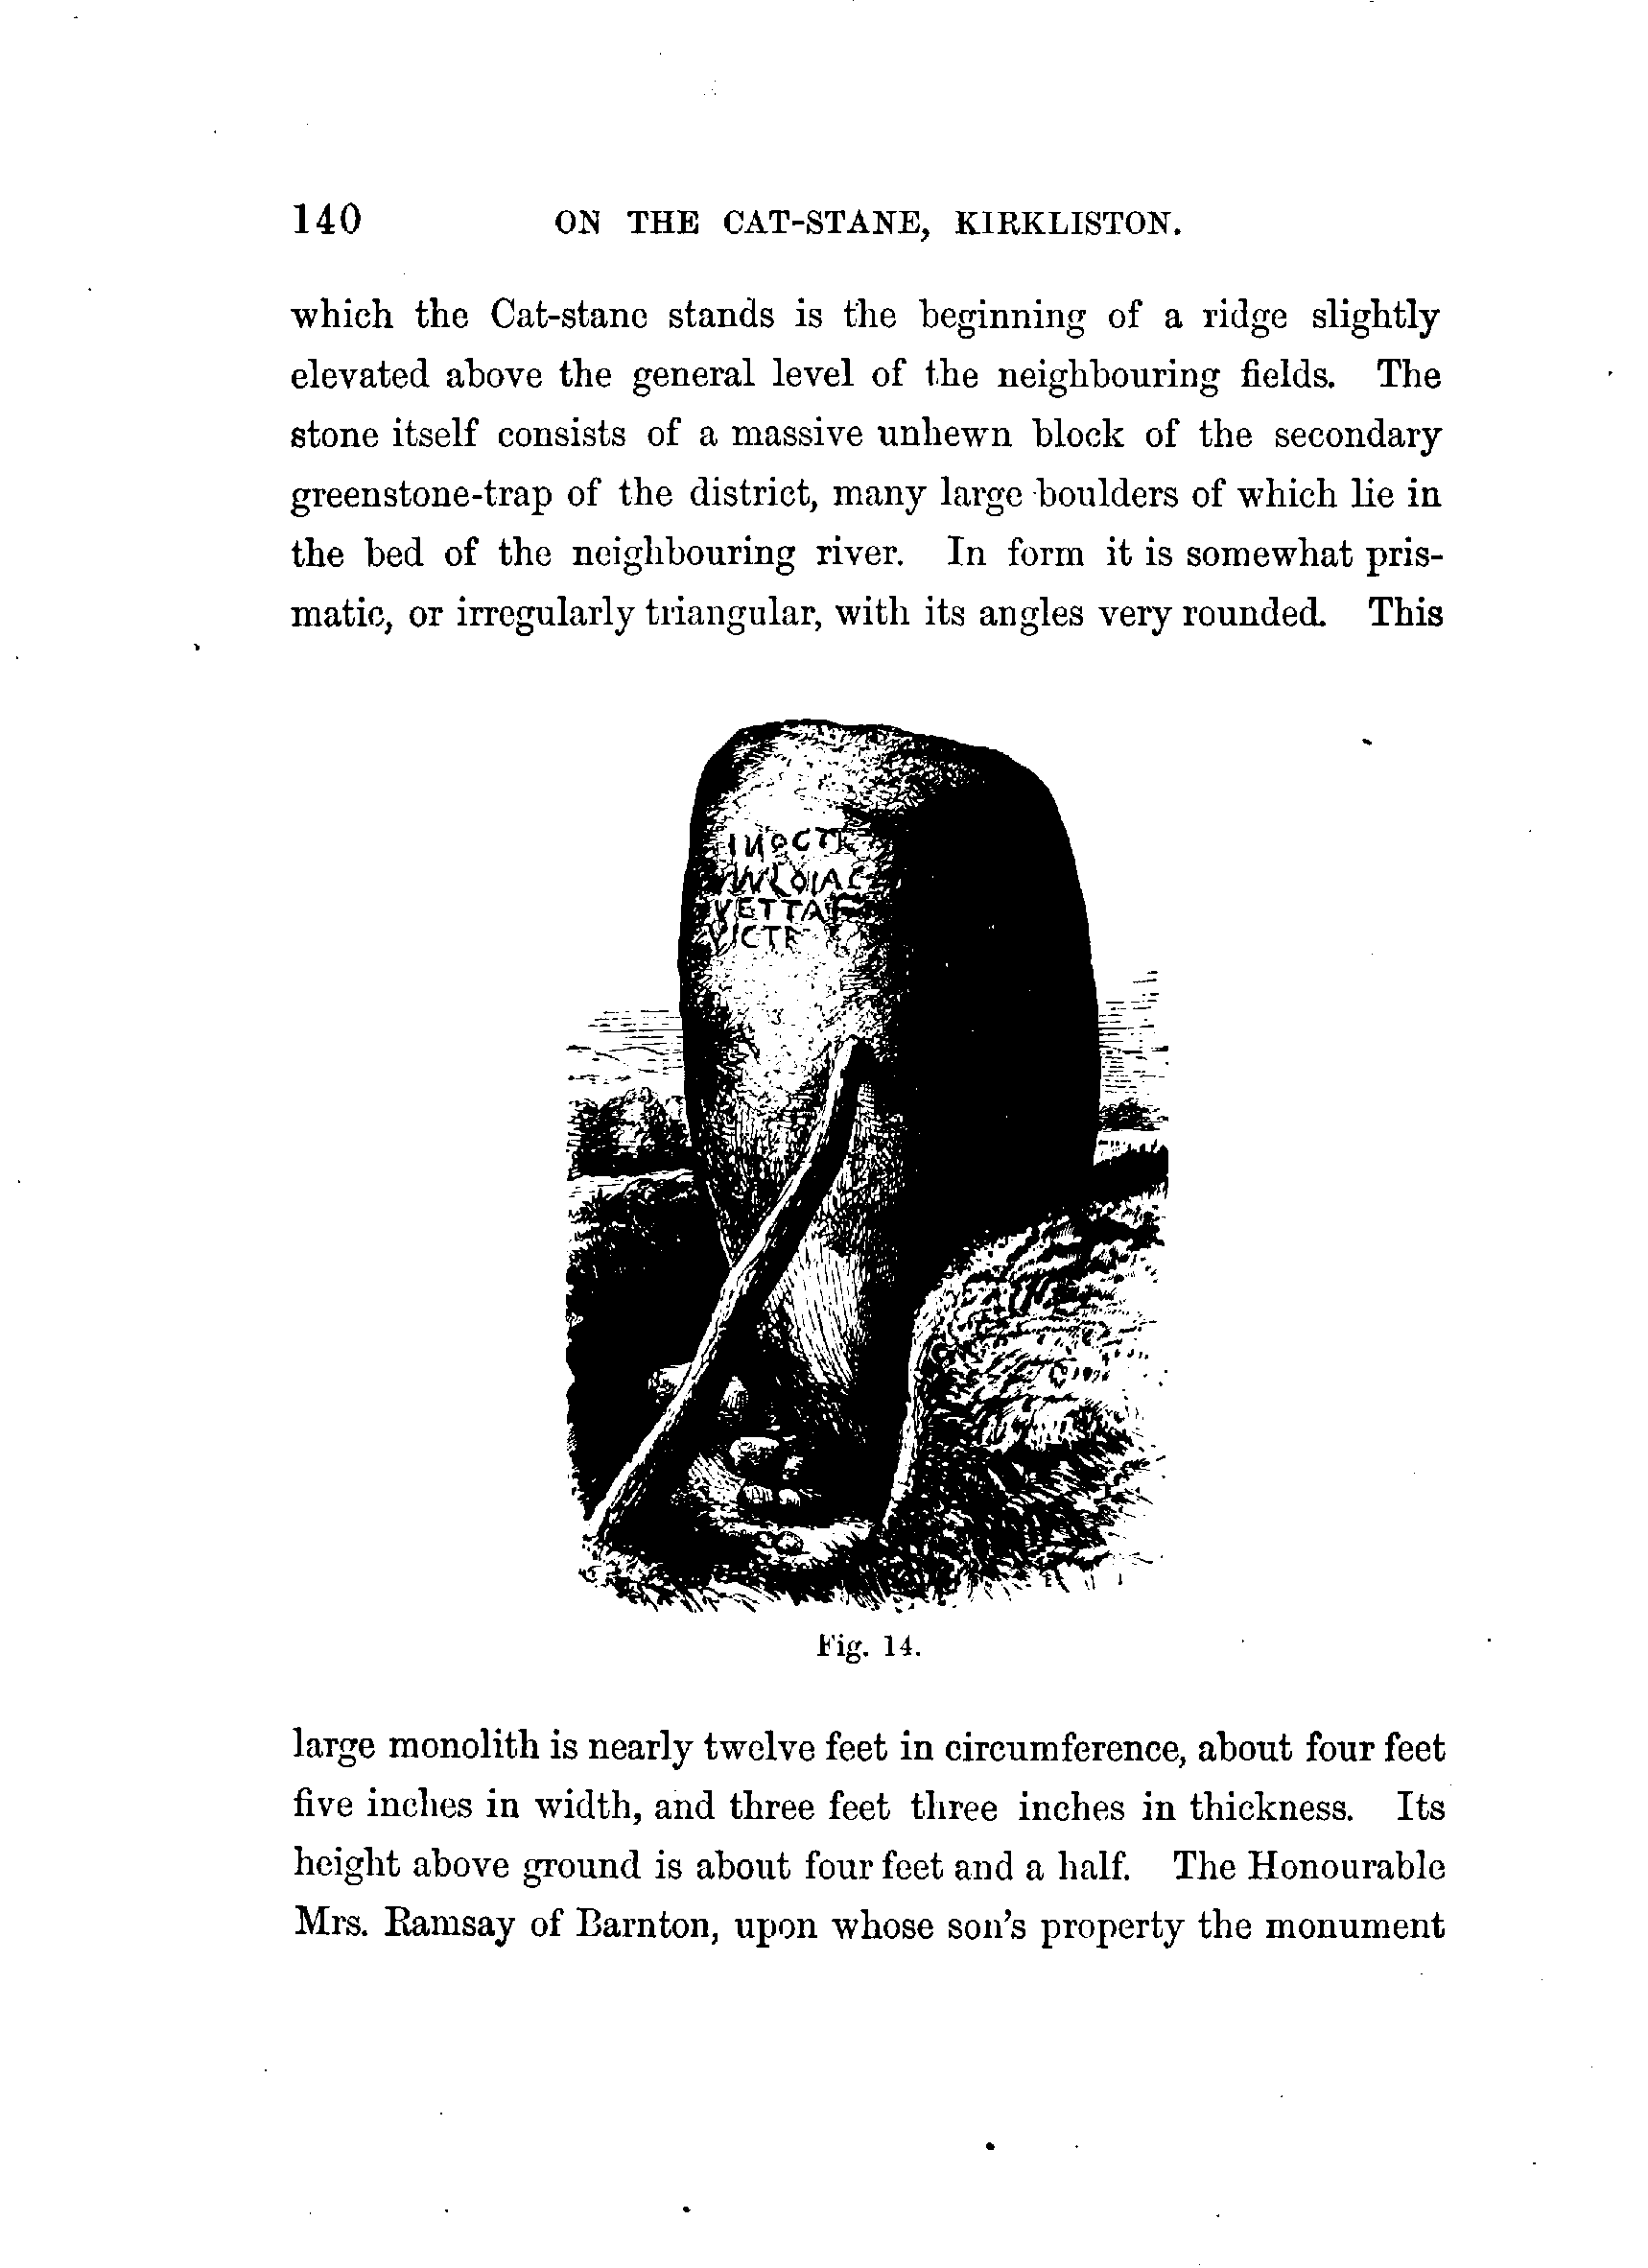 140 ON THE CAT-STANE, KIRKLISTON.
which the Cat-stane stands is the beginning of a ridge slightly
elevated above the general level of the neighbouring fields. The
stone itself consists of a massive unhewn block of the secondary
greenstone-trap of the district, many large boulders of which lie in
the bed of the neighbouring river. In form it is somewhat pris-
matic, or irregularly triangular, with its angles very rounded. This
VETTA F
VICTR
Fig. 14.
large monolith is nearly twelve feet in circumference, about four feet
five inches in width, and three feet three inches in thickness. Its
height above ground is about four feet and a half. The Honourable
Mrs. Ramsay of Barnton, upon whose son's property the monument